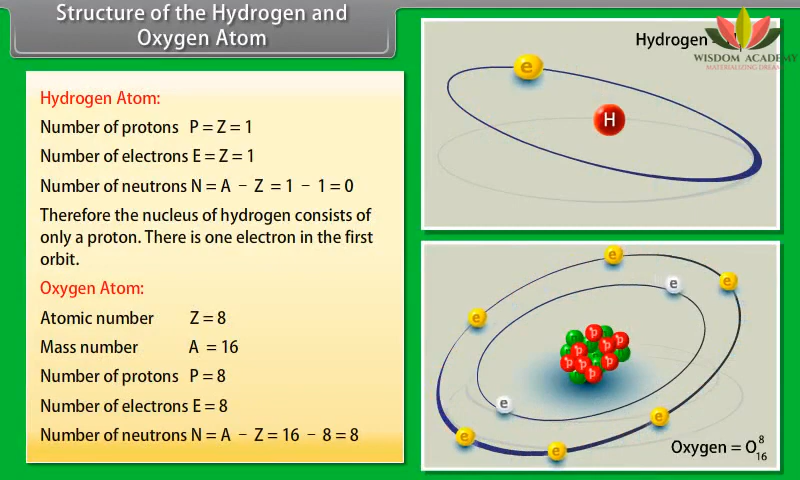 Structure of the Hydrogen and
Oxygen Atom
Hydrogen Atom:
Number of protons P = Z = 1
Number of electrons E = Z = 1
Number of neutrons N = A − Z = 1 − 1 = 0
Therefore the nucleus of hydrogen consists of
only a proton. There is one electron in the first
orbit.
Oxygen Atom:
Atomic number Z = 8
Mass number A = 16
Number of protons P = 8
Number of electrons E = 8
Number of neutrons N = A − Z = 16 − 8 = 8
Hydrogen =
WISDOM ACADEMY
MATERIALIZING DREAM
e
H
e
e
e
e
e
p
p
p
p
p
p
p
p
e
e
e
Oxygen = O⁸₁₆